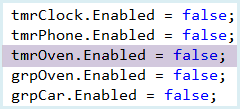 tmrClock.Enabled = false;
tmrPhone.Enabled = false;
tmrOven.Enabled = false;
grpOven.Enabled = false;
grpCar.Enabled = false;